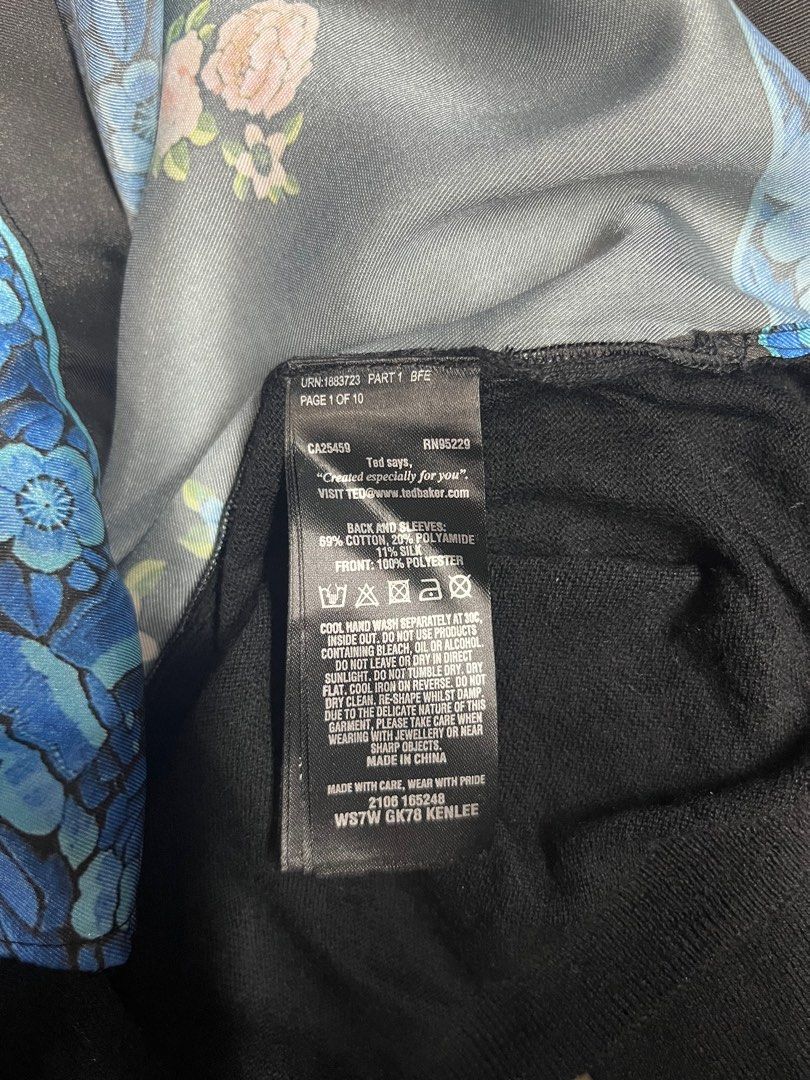 URN:1883723 PART 1 BFE
PAGE 1 OF 10
CA25459 RN95229
Ted says,
“Created especially for you”.
VISIT TED@www.tedbaker.com
BACK AND SLEEVES:
69% COTTON, 20% POLYAMIDE
11% SILK
FRONT: 100% POLYESTER
COOL HAND WASH SEPARATELY AT 30C,
INSIDE OUT. DO NOT USE PRODUCTS
CONTAINING BLEACH, OIL OR ALCOHOL.
DO NOT LEAVE OR DRY IN DIRECT
SUNLIGHT. DO NOT TUMBLE DRY. DRY
FLAT. COOL IRON ON REVERSE. DO NOT
DRY CLEAN. RE-SHAPE WHILST DAMP.
DUE TO THE DELICATE NATURE OF THIS
GARMENT, PLEASE TAKE CARE WHEN
WEARING WITH JEWELLERY OR NEAR
SHARP OBJECTS.
MADE IN CHINA
MADE WITH CARE, WEAR WITH PRIDE
2106 165248
WS7W GK78 KENLEE